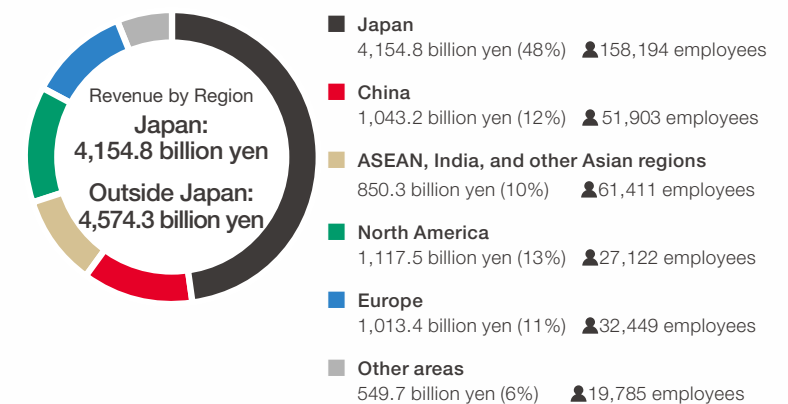 Revenue by Region
Japan:
4,154.8 billion yen
Outside Japan:
4,574.3 billion yen
Japan
4,154.8 billion yen (48%) 158,194 employees
China
1,043.2 billion yen (12%) 51,903 employees
ASEAN, India, and other Asian regions
850.3 billion yen (10%) 61,411 employees
North America
1,117.5 billion yen (13%) 27,122 employees
Europe
1,013.4 billion yen (11%) 32,449 employees
Other areas
549.7 billion yen (6%) 19,785 employees